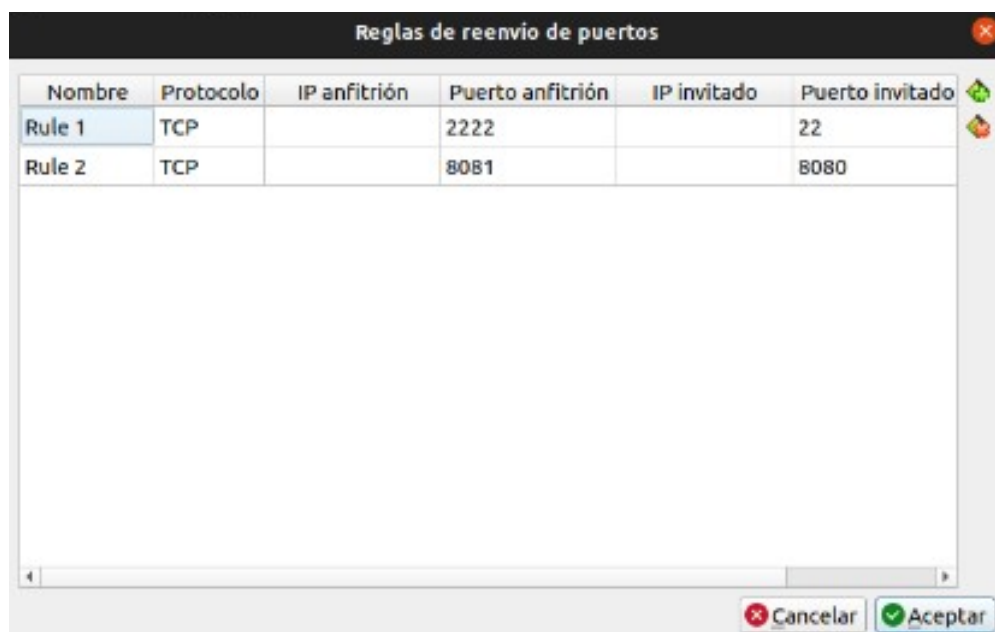 Reglas de reenvío de puertos
Nombre Protocolo IP anfitrión Puerto anfitrión IP invitado Puerto invitado
Rule 1 TCP 2222 22
Rule 2 TCP 8081 8080
Cancelar Aceptar